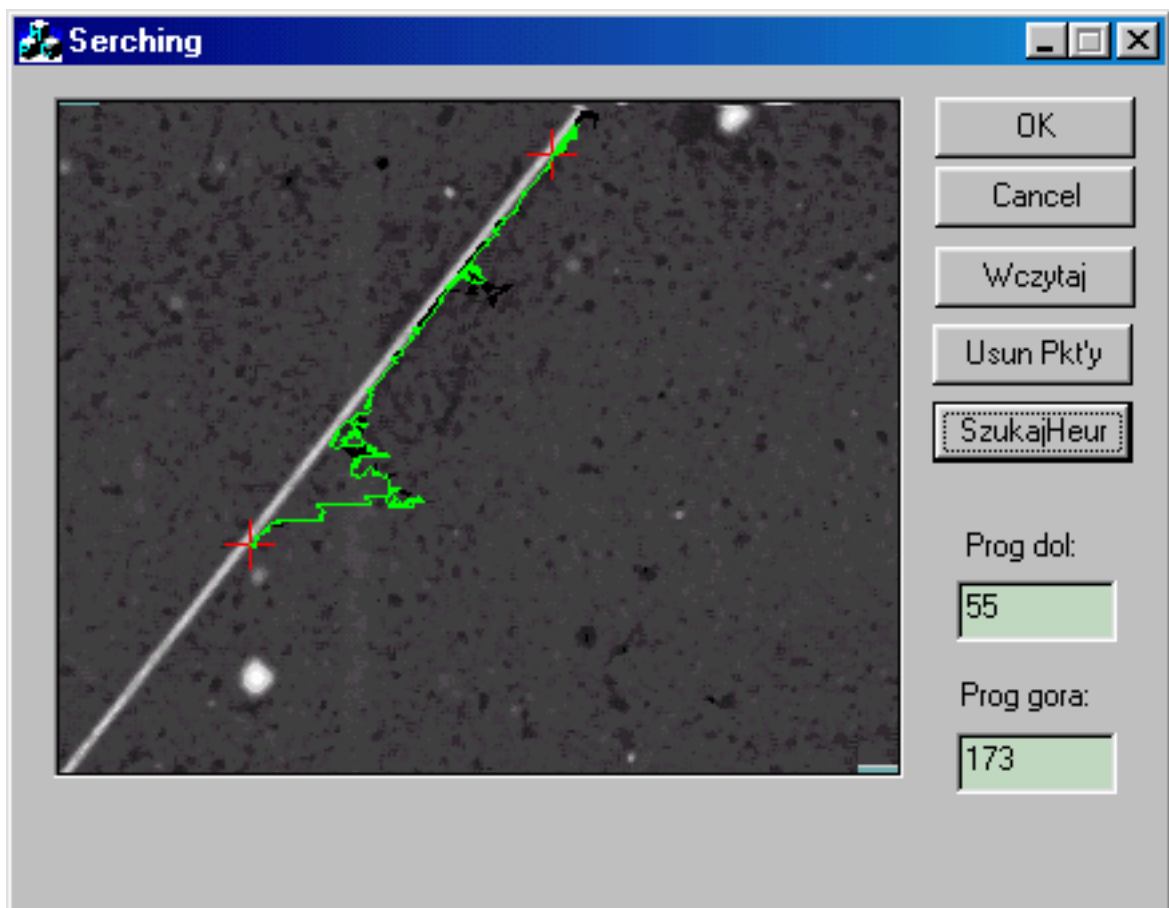 Serching
OK
Cancel
Wczytaj
Usun Pkt'y
SzukajHeur
Prog dol:
55
Prog gora:
173